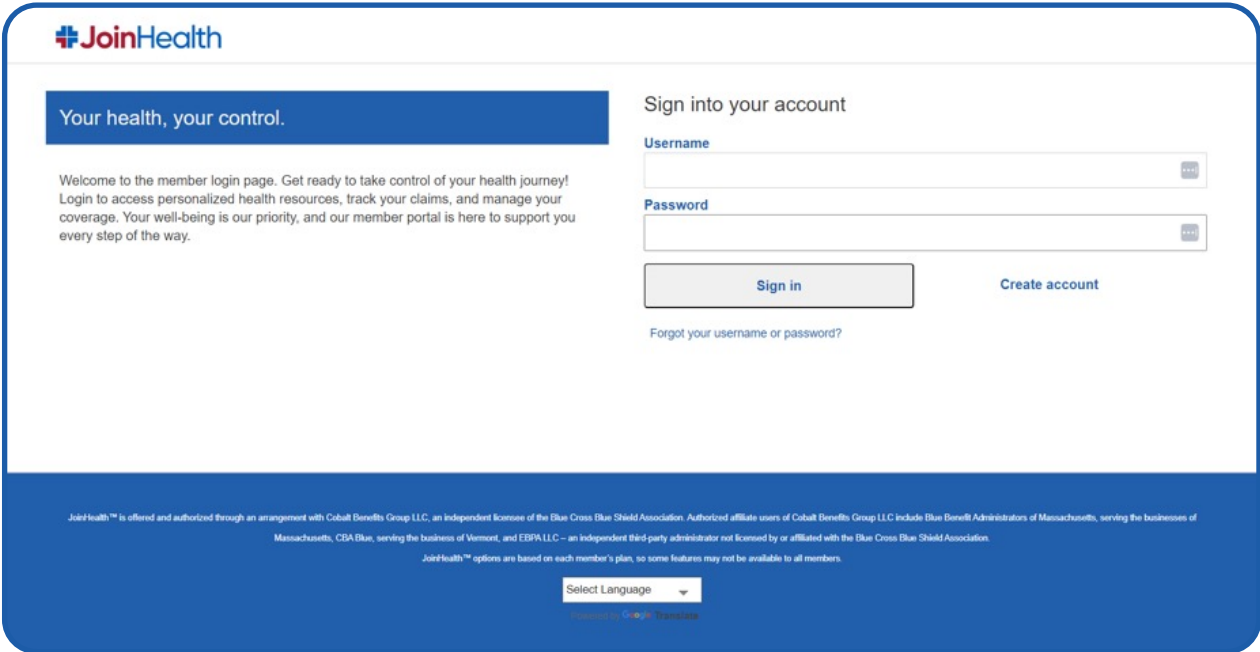 JoinHealth
Your health, your control.
Welcome to the member login page. Get ready to take control of your health journey!
Login to access personalized health resources, track your claims, and manage your
coverage. Your well-being is our priority, and our member portal is here to support you
every step of the way.
Sign into your account
Username
Password
Sign in
Create account
Forgot your username or password?
JoinHealth™ is offered and authorized through an arrangement with Cobalt Benefits Group LLC, an independent licensee of the Blue Cross Blue Shield Association. Authorized affiliate users of Cobalt Benefits Group LLC include Blue Benefit Administrators of Massachusetts, serving the businesses of
Massachusetts, CBA Blue, serving the business of Vermont, and EBPA LLC – an independent third-party administrator not licensed by or affiliated with the Blue Cross Blue Shield Association.
JoinHealth™ options are based on each member's plan, so some features may not be available to all members.
Select Language
Powered by Google Translate